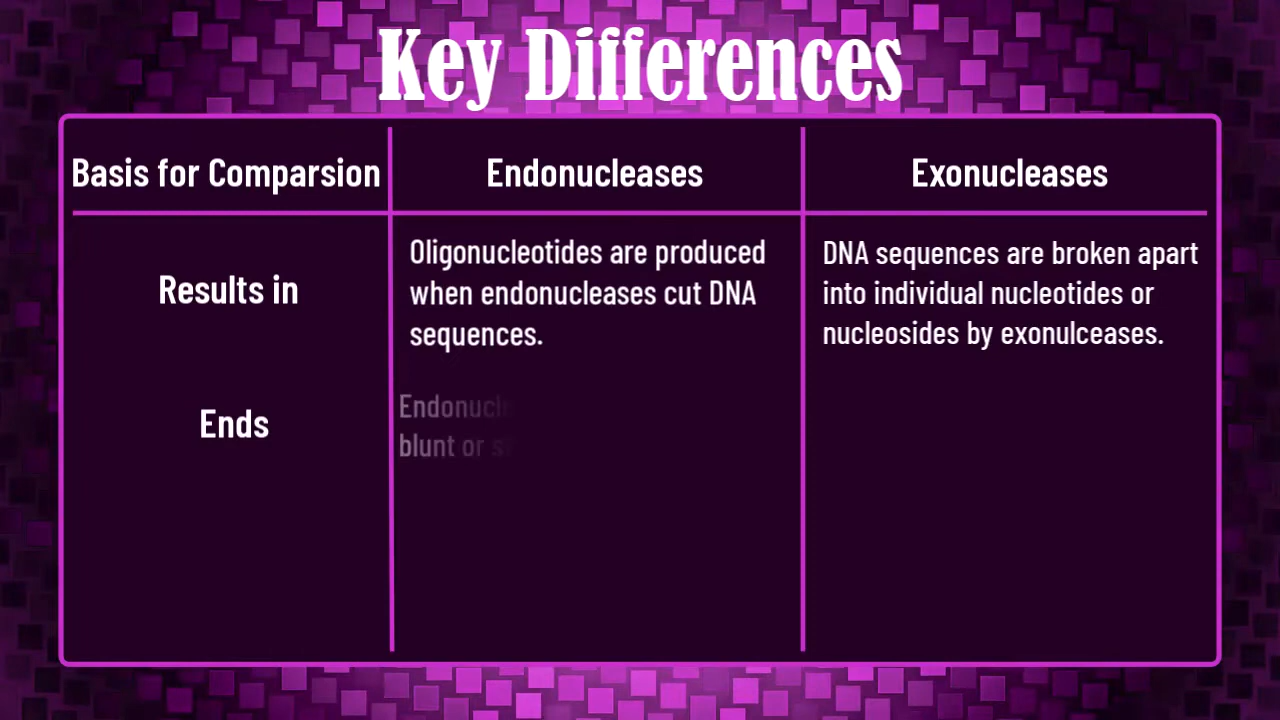 Key Differences
Basis for Comparsion
Endonucleases
Exonucleases
Results in
Oligonucleotides are produced
when endonucleases cut DNA
sequences.
DNA sequences are broken apart
into individual nucleotides or
nucleosides by exonulceases.
Ends
blunt or